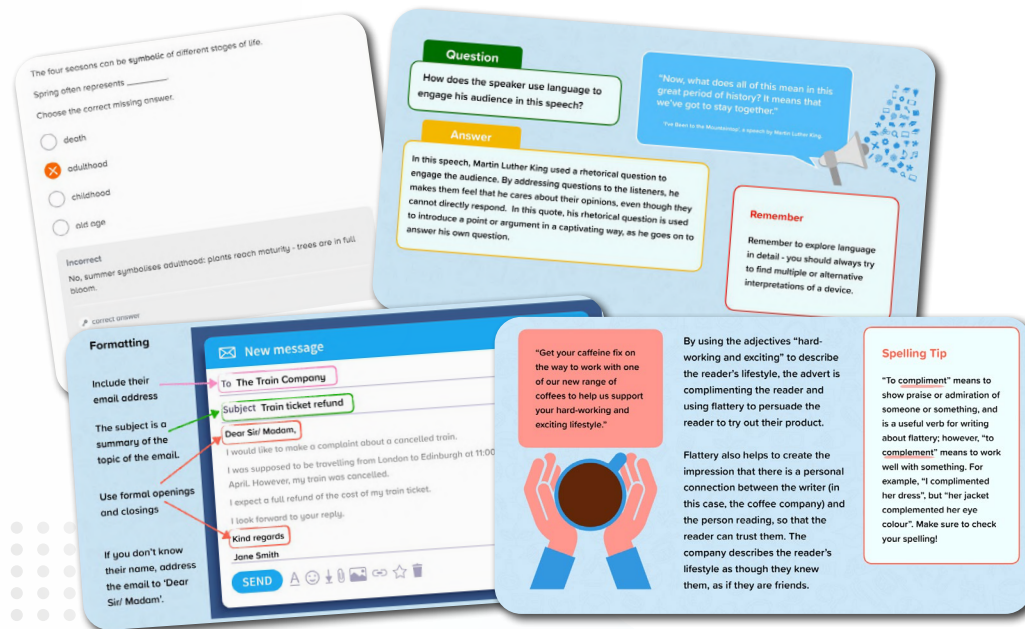 The four seasons can be symbolic of different stages of life.
Spring often represents ________.
Choose the correct missing answer.
death
adulthood
childhood
old age
Incorrect
No, summer symbolises adulthood: plants reach maturity - trees are in full
bloom.
correct answer
Question
How does the speaker use language to
engage his audience in this speech?
Answer
In this speech, Martin Luther King used a rhetorical question to
engage the audience. By addressing questions to the listeners, he
makes them feel that he cares about their opinions, even though they
cannot directly respond. In this quote, his rhetorical question is used
to introduce a point or argument in a captivating way, as he goes on to
answer his own question.
"Now, what does all of this mean in this
great period of history? It means that
we've got to stay together."
'I've Been to the Mountaintop', a speech by Martin Luther King
Remember
Remember to explore language
in detail - you should always try
to find multiple or alternative
interpretations of a device.
Formatting
Include their
email address
The subject is a
summary of the
topic of the email.
Use formal openings
and closings
If you don't know
their name, address
the email to 'Dear
Sir/ Madam'.
New message
To The Train Company
Subject Train ticket refund
Dear Sir/ Madam,
I would like to make a complaint about a cancelled train.
I was supposed to be travelling from London to Edinburgh at 11:00
April. However, my train was cancelled.
I expect a full refund of the cost of my train ticket.
I look forward to your reply.
Kind regards
Jane Smith
SEND A
"Get your caffeine fix on
the way to work with one
of our new range of
coffees to help us support
your hard-working and
exciting lifestyle."
By using the adjectives "hard-
working and exciting" to describe
the reader's lifestyle, the advert is
complimenting the reader and
using flattery to persuade the
reader to try out their product.
Flattery also helps to create the
impression that there is a personal
connection between the writer (in
this case, the coffee company) and
the person reading, so that the
reader can trust them. The
company describes the reader's
lifestyle as though they knew
them, as if they are friends.
Spelling Tip
"To compliment" means to
show praise or admiration of
someone or something, and
is a useful verb for writing
about flattery; however, "to
complement" means to work
well with something. For
example, "I complimented
her dress", but "her jacket
complemented her eye
colour". Make sure to check
your spelling!